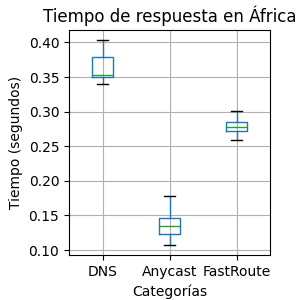 Tiempo de respuesta en África
0.40
0.35
0.30
0.25
0.20
0.15
0.10
Tiempo (segundos)
DNS Anycast FastRoute
Categorías